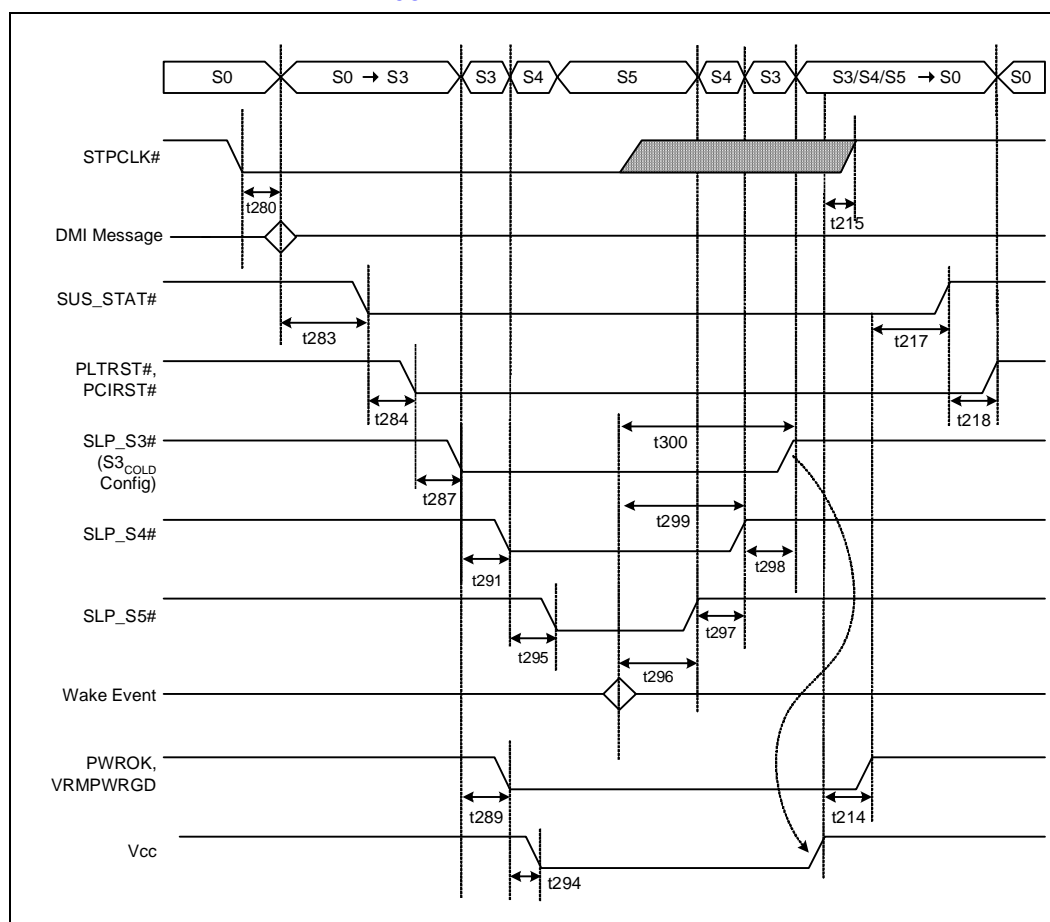 S0 S0 → S3 S3 S4 S5 S4 S3 S3/S4/S5 → S0 S0
STPCLK#
t280
t215
DMI Message
SUS_STAT#
t283
t217
PLTRST#,
PCIRST#
t284
t218
SLP_S3#
(S3COLD
Config)
t300
t287
t299
SLP_S4#
t291
t298
SLP_S5#
t295
t297
t296
Wake Event
PWROK,
VRMPWRGD
t289
t214
Vcc
t294